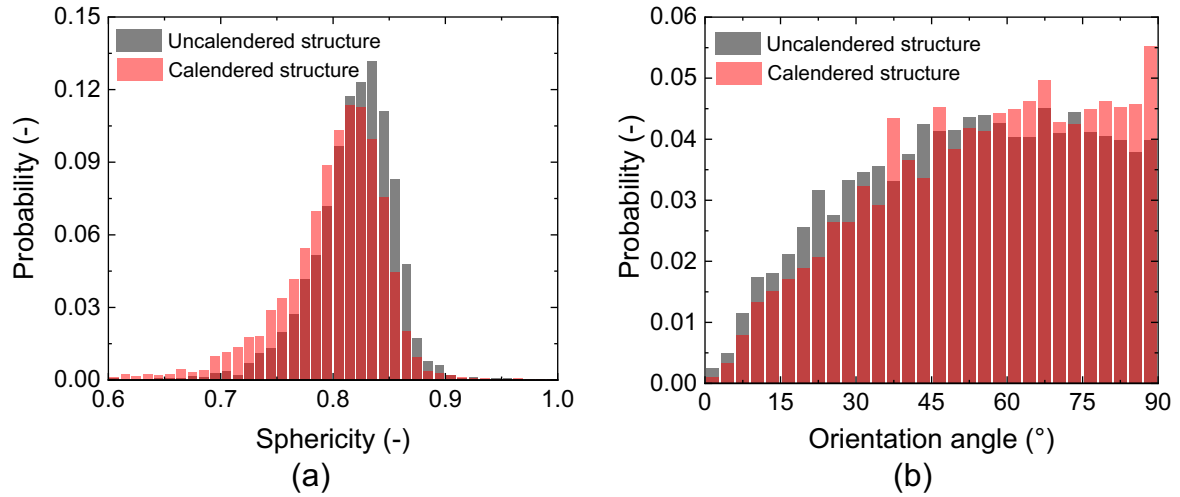 0.15
0.12
0.09
0.06
0.03
0.00
Probability (-)
Uncalendered structure
Calendered structure
0.6 0.7 0.8 0.9 1.0
Sphericity (-)
(a)
0.06
0.05
0.04
0.03
0.02
0.01
0.00
Probability (-)
Uncalendered structure
Calendered structure
0 15 30 45 60 75 90
Orientation angle (°)
(b)